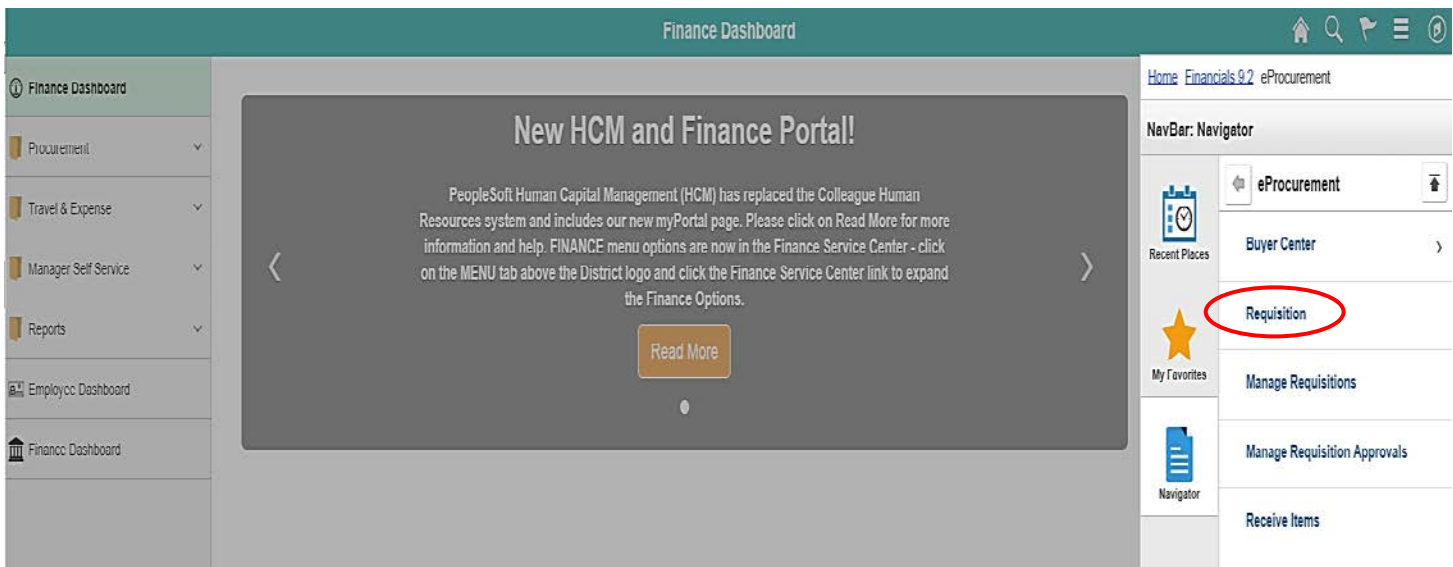 Finance Dashboard
Finance Dashboard
Procurement
Travel & Expense
Manager Self Service
Reports
Employee Dashboard
Finance Dashboard
New HCM and Finance Portal!
PeopleSoft Human Capital Management (HCM) has replaced the Colleague Human
Resources system and includes our new myPortal page. Please click on Read More for more
information and help. FINANCE menu options are now in the Finance Service Center - click
on the MENU tab above the District logo and click the Finance Service Center link to expand
the Finance Options.
Read More
Home Financials 9.2 eProcurement
NavBar: Navigator
Recent Places
My Favorites
Navigator
eProcurement
Buyer Center
Requisition
Manage Requisitions
Manage Requisition Approvals
Receive Items